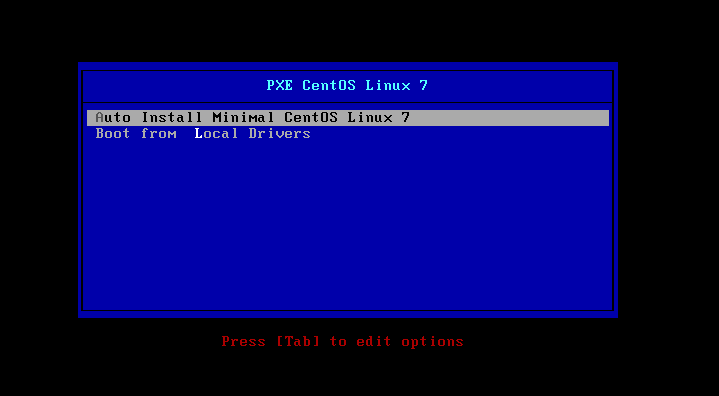 PXE CentOS Linux 7
Auto Install Minimal CentOS Linux 7
Boot from  Local Drivers
Press [Tab] to edit options